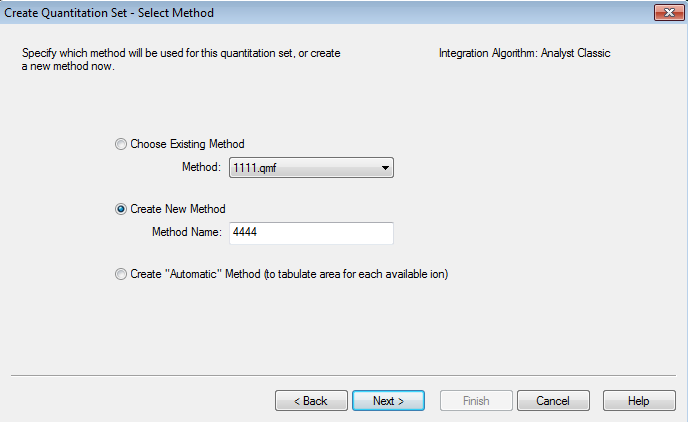 Create Quantitation Set - Select Method
Specify which method will be used for this quantitation set, or create
a new method now.
Integration Algorithm: Analyst Classic
Choose Existing Method
Method: 1111.qmf
Create New Method
Method Name: 4444
Create "Automatic" Method (to tabulate area for each available ion)
< Back Next > Finish Cancel Help